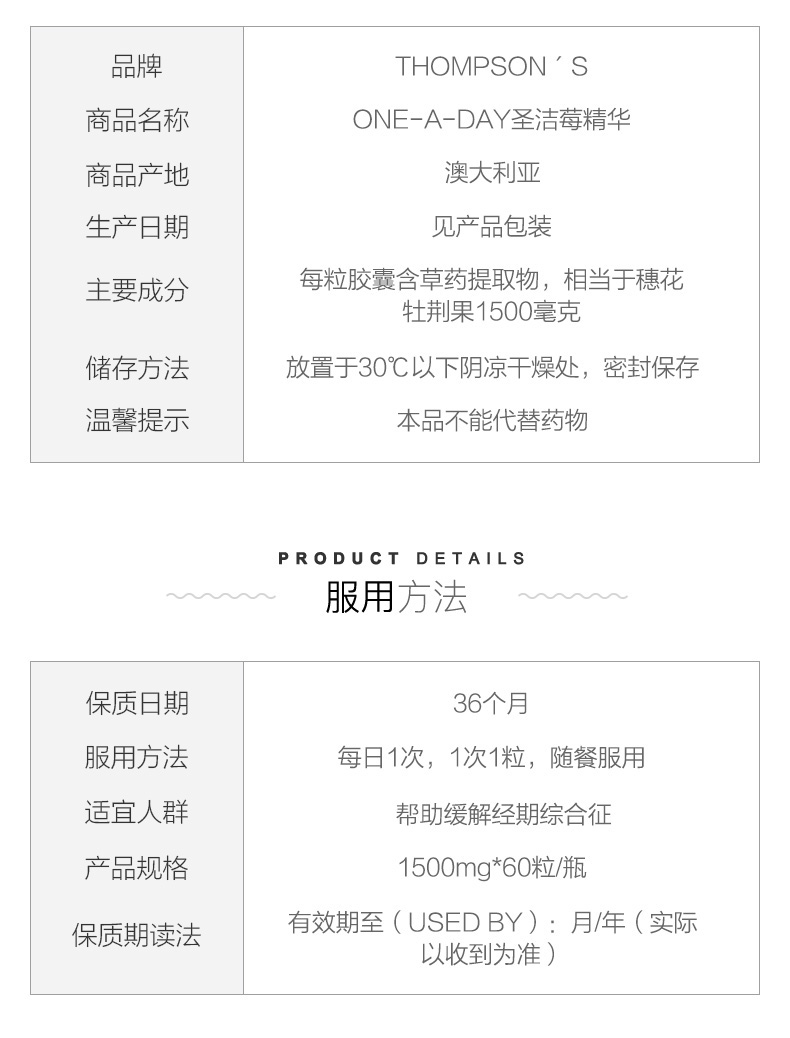 品牌 THOMPSON´S
商品名称 ONE-A-DAY圣洁莓精华
商品产地 澳大利亚
生产日期 见产品包装
主要成分 每粒胶囊含草药提取物，相当于穗花
牡荆果1500毫克
储存方法 放置于30℃以下阴凉干燥处，密封保存
温馨提示 本品不能代替药物
PRODUCT DETAILS
服用方法
保质日期 36个月
服用方法 每日1次，1次1粒，随餐服用
适宜人群 帮助缓解经期综合征
产品规格 1500mg*60粒/瓶
保质期读法 有效期至（USED BY）：月/年（实际
以收到为准）